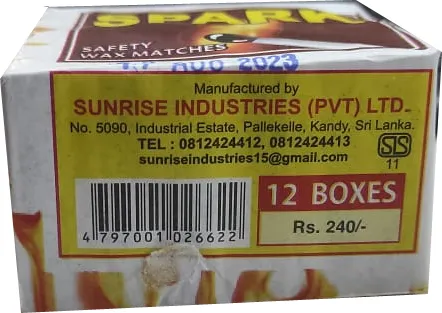 SPARK
SAFETY
WAX MATCHES
17 AUG 2023
Manufactured by
SUNRISE INDUSTRIES (PVT) LTD.
No. 5090, Industrial Estate, Pallekelle, Kandy, Sri Lanka.
TEL : 0812424412, 0812424413
sunriseindustries15@gmail.com
SLS
11
12 BOXES
Rs. 240/-
4 797001 026622